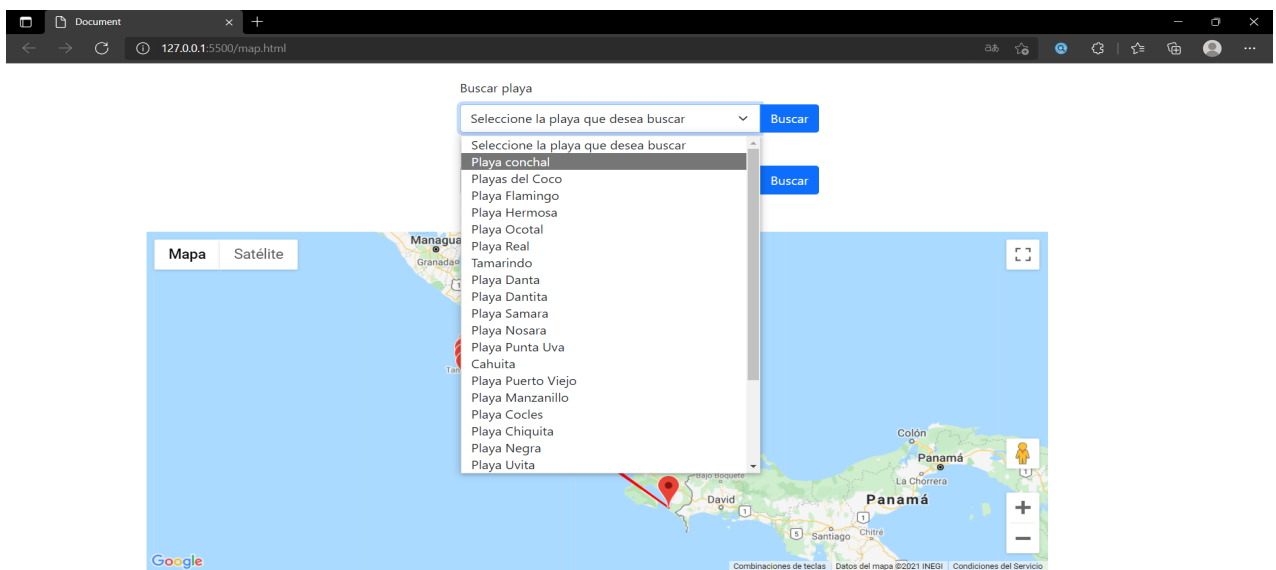 Document
127.0.0.1:5500/map.html
Buscar playa
Seleccione la playa que desea buscar
Buscar
Seleccione la playa que desea buscar
Playa conchal
Playas del Coco
Buscar
Playa Flamingo
Playa Hermosa
Playa Ocotal
Playa Real
Tamarindo
Playa Danta
Playa Dantita
Playa Samara
Playa Nosara
Playa Punta Uva
Cahuita
Playa Puerto Viejo
Playa Manzanillo
Playa Cocles
Playa Chiquita
Playa Negra
Playa Uvita
Mapa Satélite
Managua
Granada
Colón
Panamá
La Chorrera
Bajo Boquete
David
Panamá
1
1
5
Santiago
Chitré
Google
Combinaciones de teclas Datos del mapa ©2021 INEGI Condiciones del Servicio